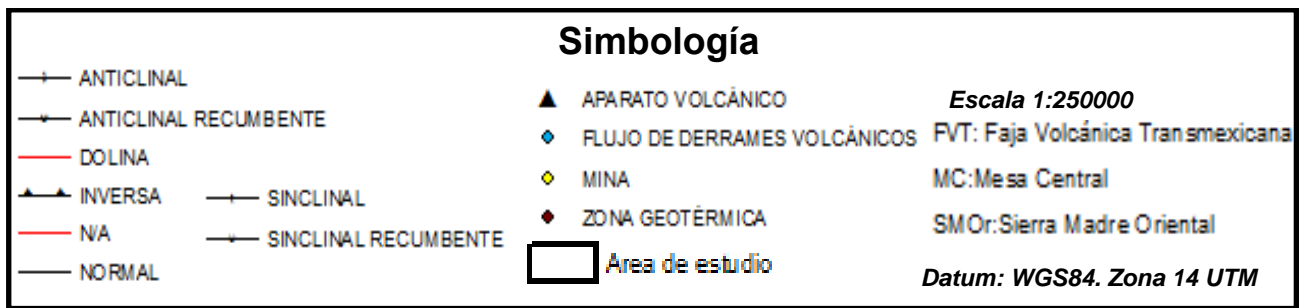 Simbología
ANTICLINAL
ANTICLINAL RECUMBENTE
DOLINA
INVERSA
N/A
NORMAL
SINCLINAL
SINCLINAL RECUMBENTE
APARATO VOLCÁNICO
FLUJO DE DERRAMES VOLCÁNICOS
MINA
ZONA GEOTÉRMICA
Area de estudio
Escala 1:250000
FVT: Faja Volcánica Transmexicana
MC:Mesa Central
SMOr:Sierra Madre Oriental
Datum: WGS84. Zona 14 UTM